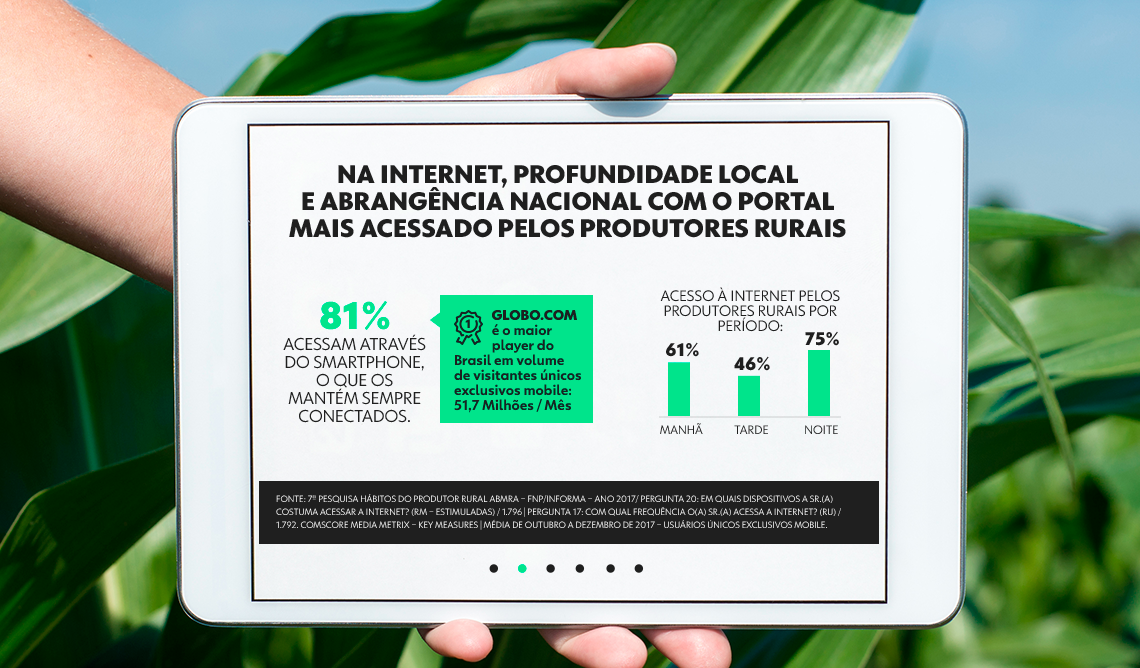 NA INTERNET, PROFUNDIDADE LOCAL
E ABRANGÊNCIA NACIONAL COM O PORTAL
MAIS ACESSADO PELOS PRODUTORES RURAIS
81%
ACESSAM ATRAVÉS
DO SMARTPHONE,
O QUE OS
MANTÉM SEMPRE
CONECTADOS.
1
GLOBO.COM
é o maior
player do
Brasil em volume
de visitantes únicos
exclusivos mobile:
51,7 Milhões / Mês
ACESSO À INTERNET PELOS
PRODUTORES RURAIS POR
PERÍODO:
61%
46%
75%
MANHÃ
TARDE
NOITE
FONTE: 7ª PESQUISA HÁBITOS DO PRODUTOR RURAL ABMRA – FNP/INFORMA – ANO 2017/ PERGUNTA 20: EM QUAIS DISPOSITIVOS A SR.(A)
COSTUMA ACESSAR A INTERNET? (RM – ESTIMULADAS) / 1.796 | PERGUNTA 17: COM QUAL FREQUÊNCIA O(A) SR.(A) ACESSA A INTERNET? (RU) /
1.792. COMSCORE MEDIA METRIX – KEY MEASURES | MÉDIA DE OUTUBRO A DEZEMBRO DE 2017 – USUÁRIOS ÚNICOS EXCLUSIVOS MOBILE.